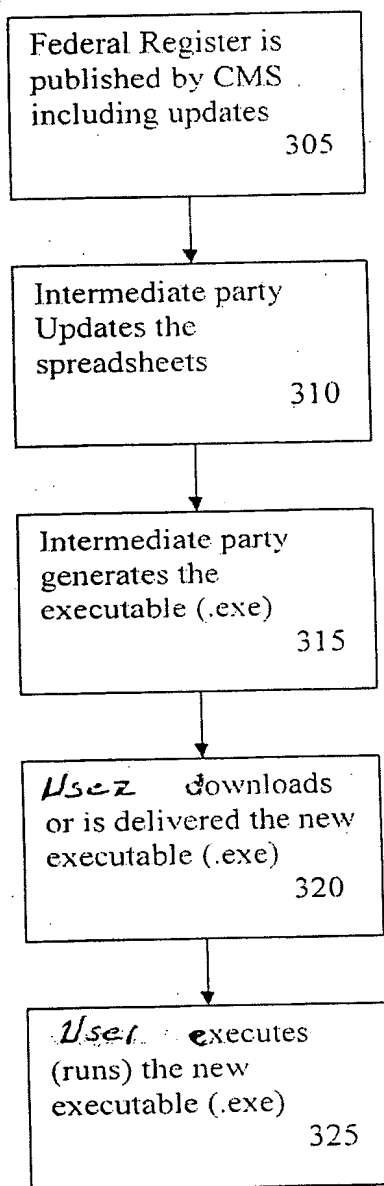 Federal Register is
published by CMS
including updates
305
Intermediate party
Updates the
spreadsheets
310
Intermediate party
generates the
executable (.exe)
315
User downloads
or is delivered the new
executable (.exe)
320
User executes
(runs) the new
executable (.exe)
325